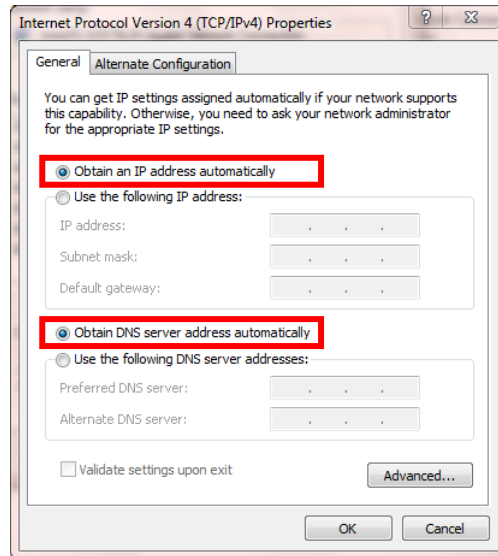 Internet Protocol Version 4 (TCP/IPv4) Properties
General
Alternate Configuration
You can get IP settings assigned automatically if your network supports
this capability. Otherwise, you need to ask your network administrator
for the appropriate IP settings.
Obtain an IP address automatically
Use the following IP address:
IP address:
Subnet mask:
Default gateway:
Obtain DNS server address automatically
Use the following DNS server addresses:
Preferred DNS server:
Alternate DNS server:
Validate settings upon exit
Advanced...
OK
Cancel